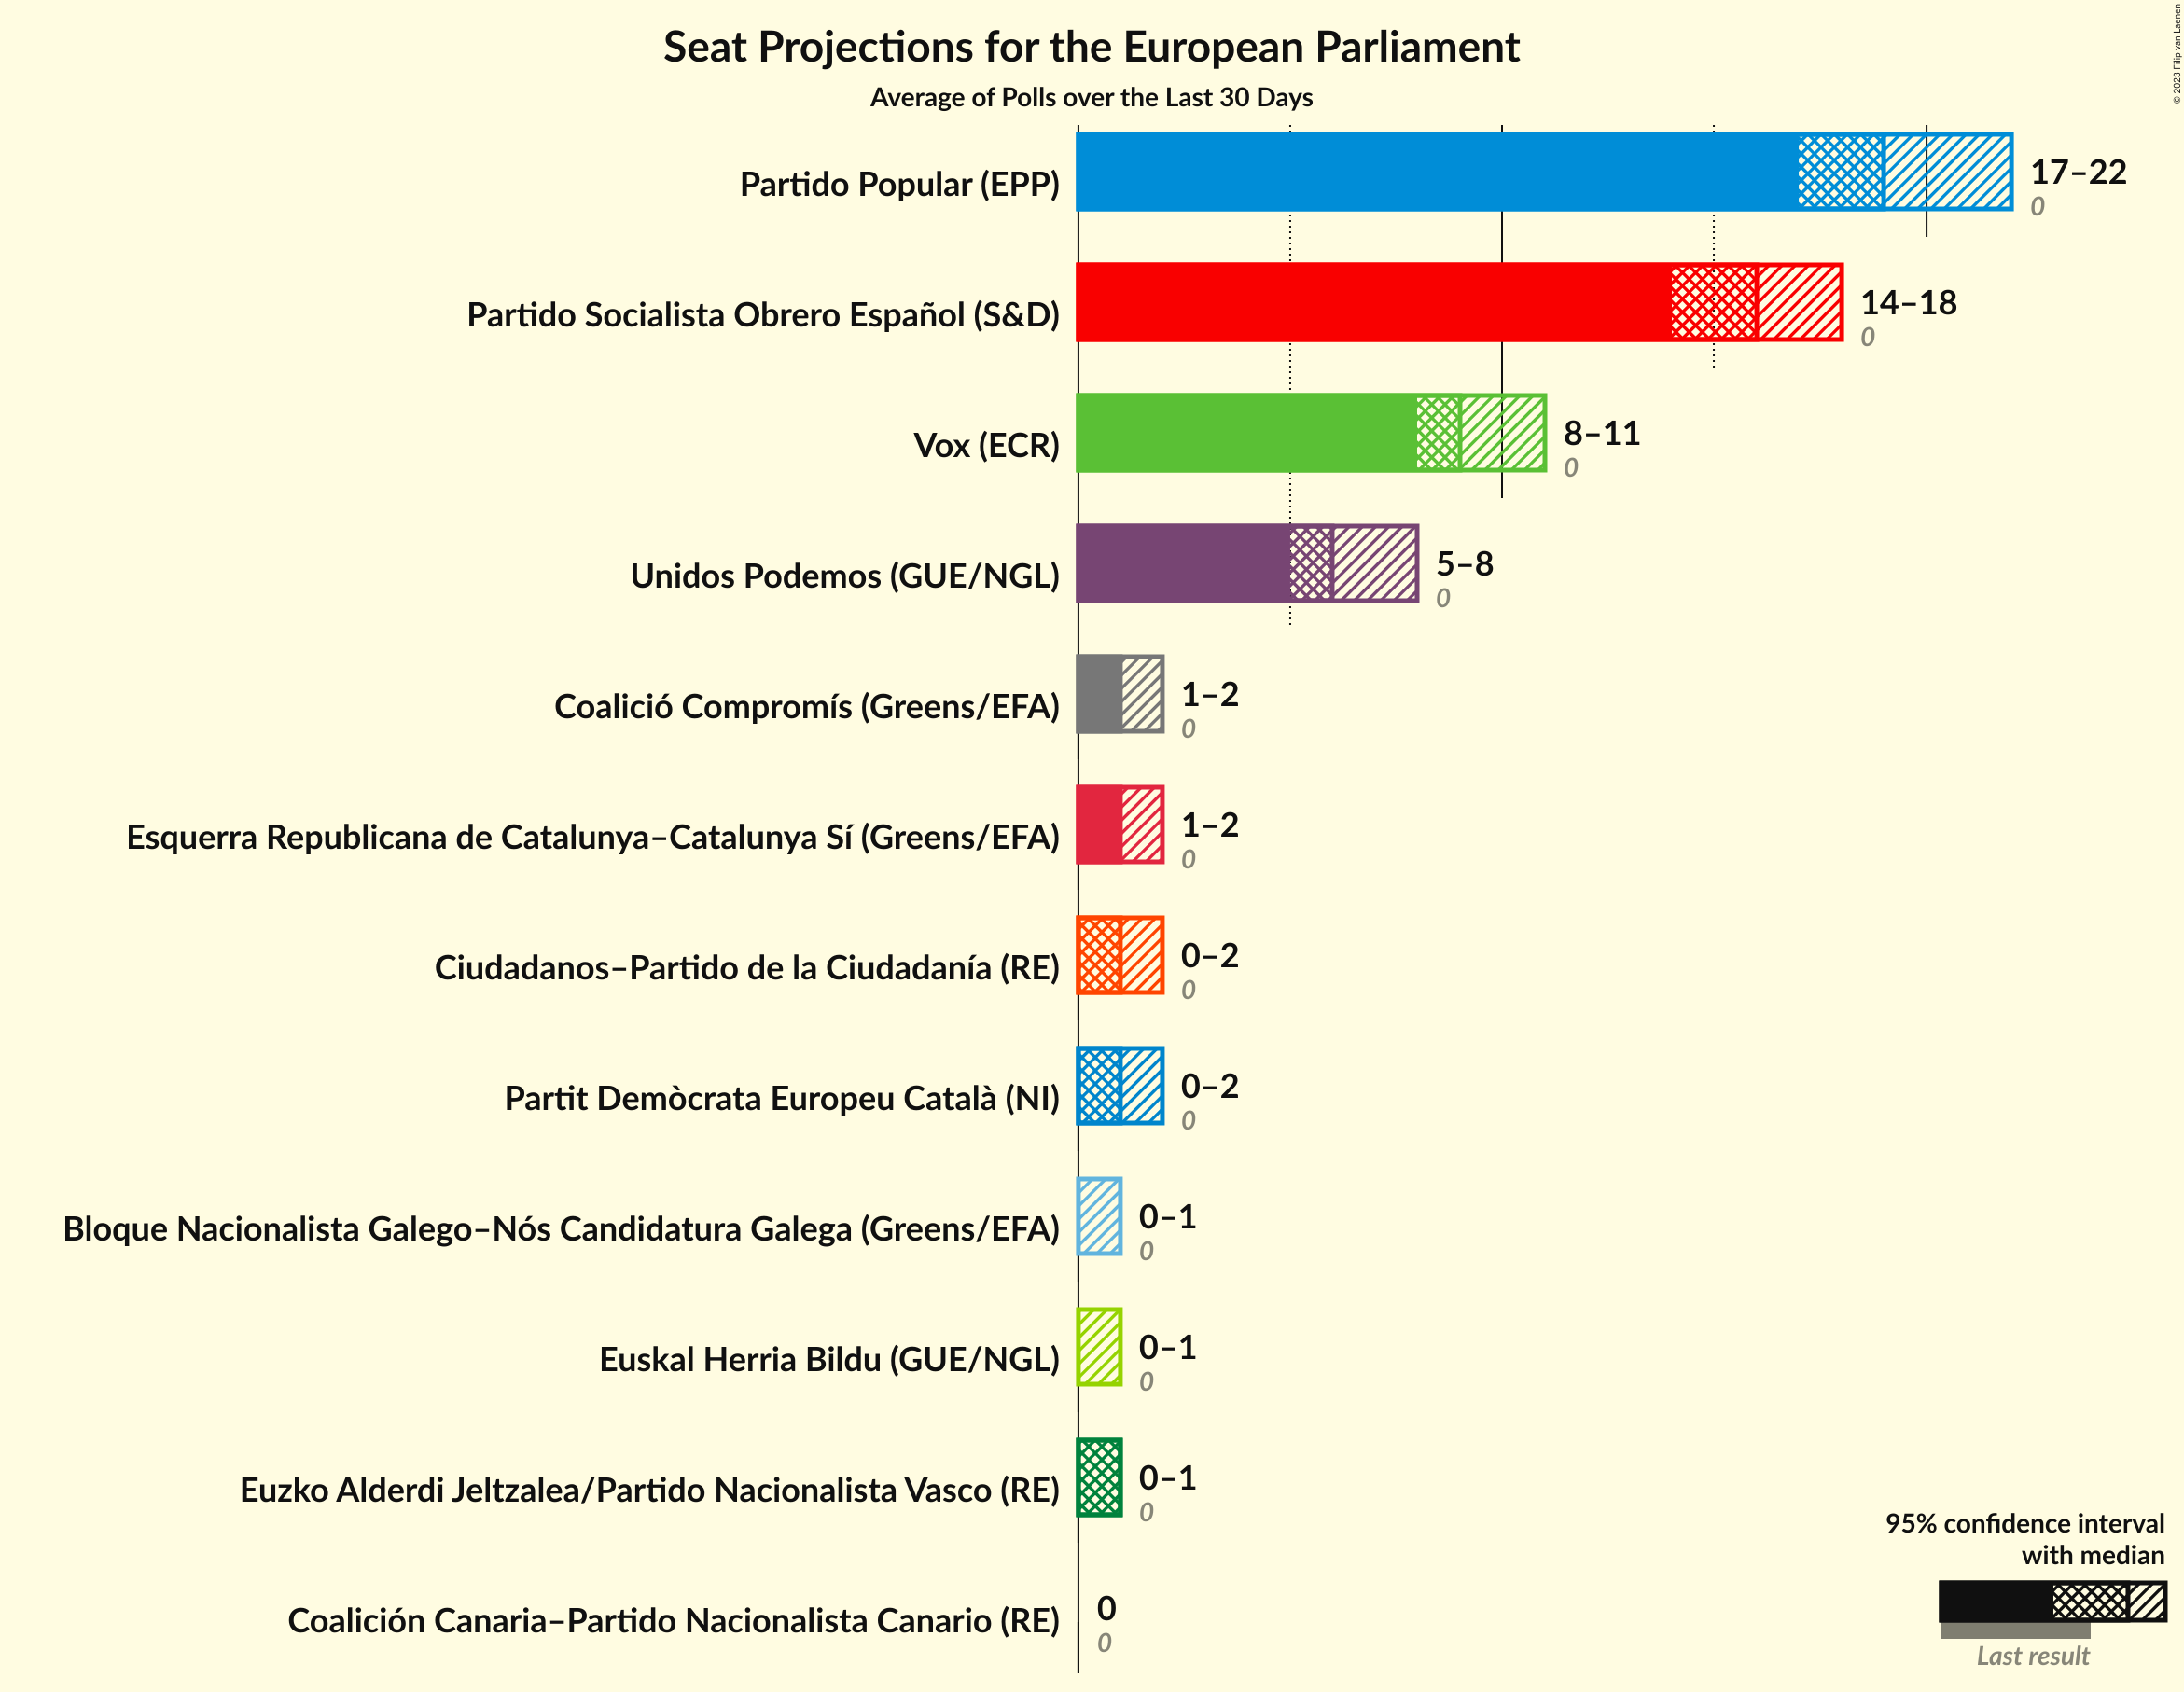 Seat Projections for the European Parliament
Average of Polls over the Last 30 Days
© 2023 Filip van Laenen
Partido Popular (EPP)
17–22
0
Partido Socialista Obrero Español (S&D)
14–18
0
Vox (ECR)
8–11
0
Unidos Podemos (GUE/NGL)
5–8
0
Coalició Compromís (Greens/EFA)
1–2
0
Esquerra Republicana de Catalunya–Catalunya Sí (Greens/EFA)
1–2
0
Ciudadanos–Partido de la Ciudadanía (RE)
0–2
0
Partit Demòcrata Europeu Català (NI)
0–2
0
Bloque Nacionalista Galego–Nós Candidatura Galega (Greens/EFA)
0–1
0
Euskal Herria Bildu (GUE/NGL)
0–1
0
Euzko Alderdi Jeltzalea/Partido Nacionalista Vasco (RE)
0–1
0
Coalición Canaria–Partido Nacionalista Canario (RE)
0
0
95% confidence interval
with median
Last result